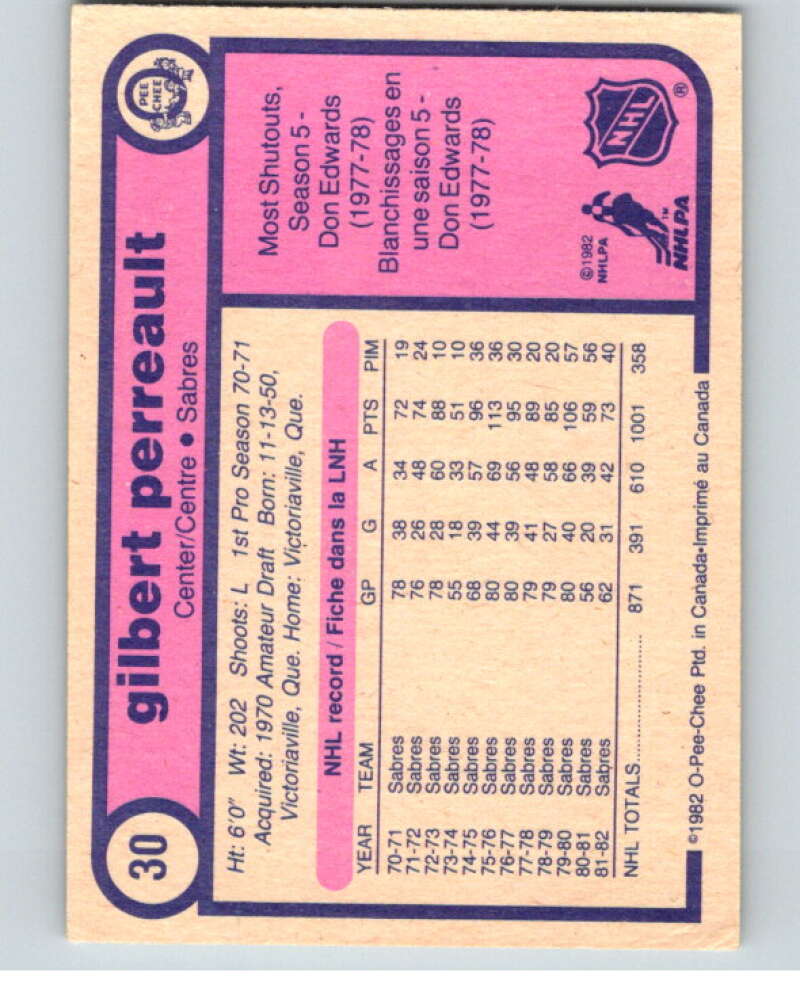 30
gilbert perreault
PEE
CHEE
Center/Centre • Sabres
Ht: 6'0" Wt: 202 Shoots: L 1st Pro Season 70-71
Acquired: 1970 Amateur Draft Born: 11-13-50,
Victoriaville, Que. Home: Victoriaville, Que.
NHL record / Fiche dans la LNH
YEAR TEAM GP G A PTS PIM
70-71 Sabres 78 38 34 72 19
71-72 Sabres 76 26 48 74 24
72-73 Sabres 78 28 60 88 10
73-74 Sabres 55 18 33 51 10
74-75 Sabres 68 39 57 96 36
75-76 Sabres 80 44 69 113 36
76-77 Sabres 80 39 56 95 30
77-78 Sabres 79 41 48 89 20
78-79 Sabres 79 27 58 85 20
79-80 Sabres 80 40 66 106 57
80-81 Sabres 56 20 39 59 56
81-82 Sabres 62 31 42 73 40
NHL TOTALS.......................... 871 391 610 1001 358
Most Shutouts,
Season 5 -
Don Edwards
(1977-78)
Blanchissages en
une saison 5 -
Don Edwards
(1977-78)
©1982
NHLPA
™
NHLPA
NHL
®
©1982 O-Pee-Chee Ptd. in Canada•Imprimé au Canada